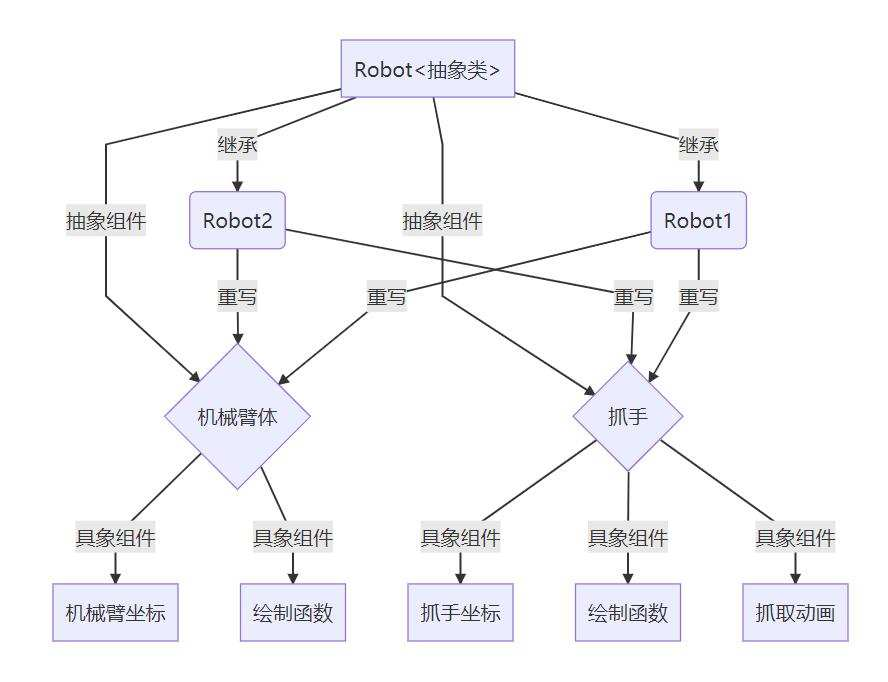 Robot<抽象类>
继承
继承
抽象组件
Robot2
抽象组件
Robot1
重写
重写
重写
重写
机械臂体
抓手
具象组件
具象组件
具象组件
具象组件
具象组件
机械臂坐标
绘制函数
抓手坐标
绘制函数
抓取动画